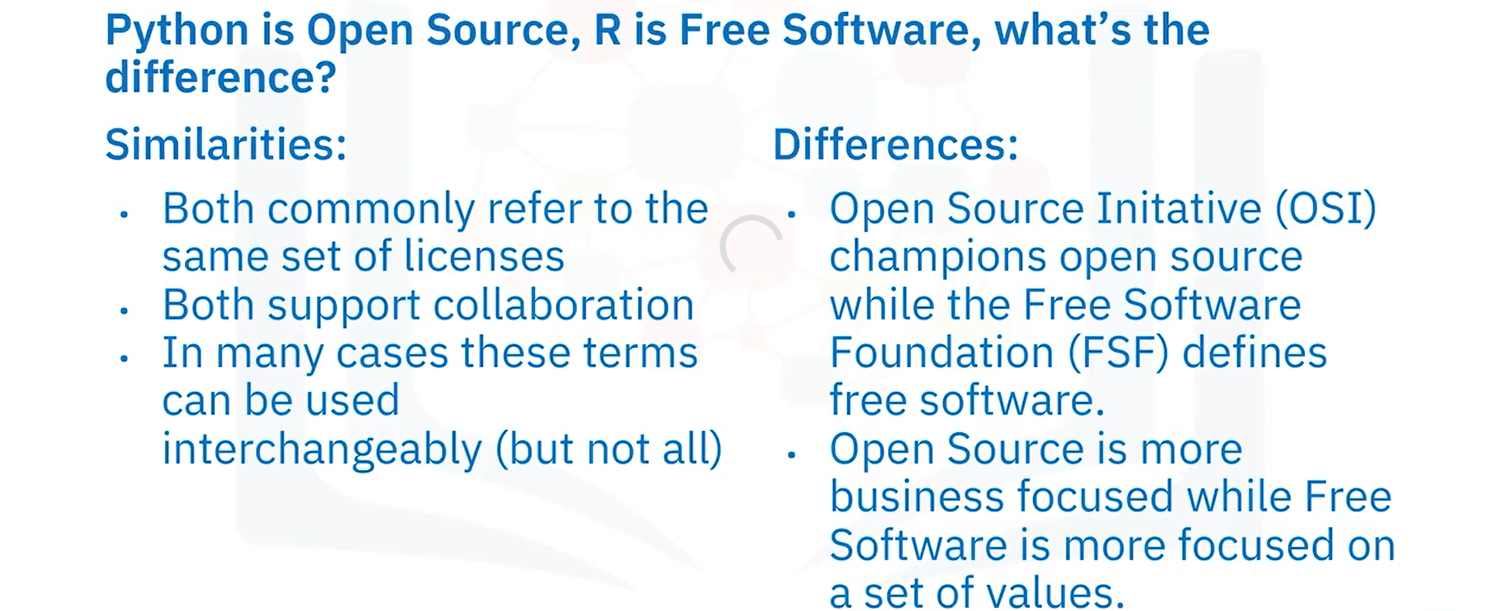 Python is Open Source, R is Free Software, what's the
difference?
Similarities:
• Both commonly refer to the
same set of licenses
• Both support collaboration
• In many cases these terms
can be used
interchangeably (but not all)
Differences:
• Open Source Initative (OSI)
champions open source
while the Free Software
Foundation (FSF) defines
free software.
• Open Source is more
business focused while Free
Software is more focused on
a set of values.